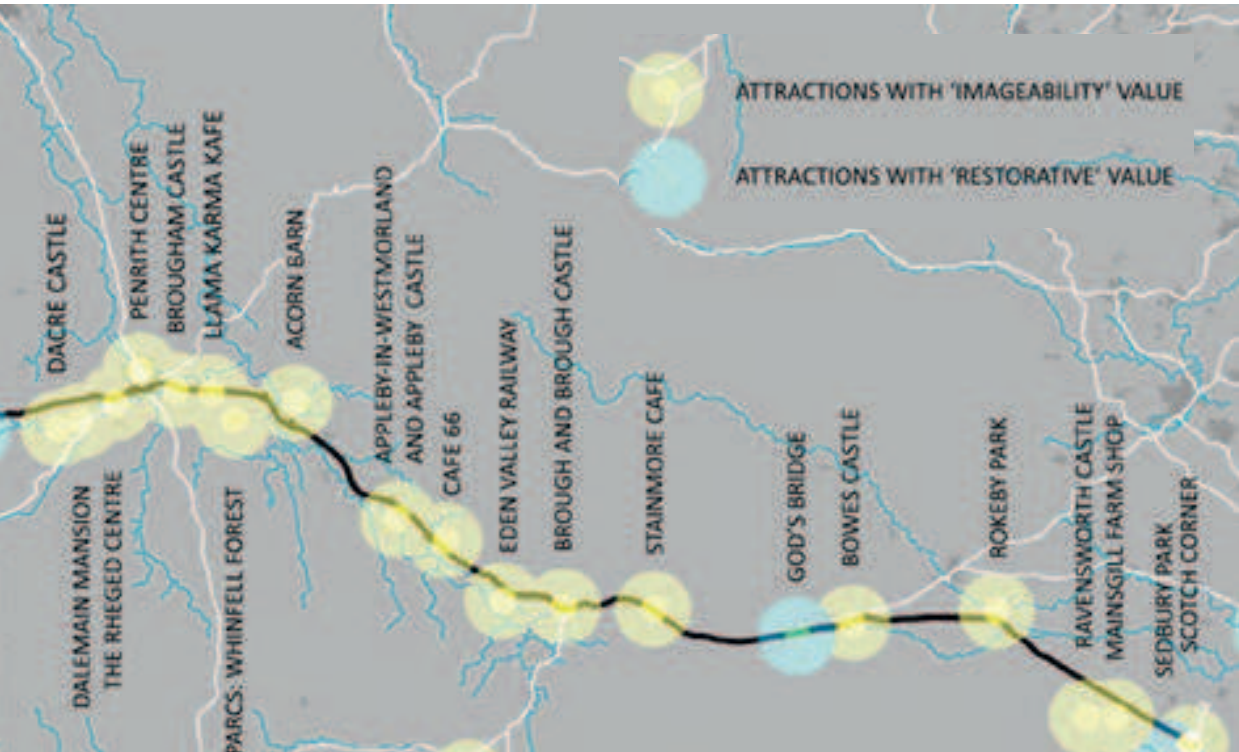 ATTRACTIONS WITH 'IMAGEABILITY' VALUE
ATTRACTIONS WITH 'RESTORATIVE' VALUE
DACRE CASTLE
PENRITH CENTRE
BROUGHAM CASTLE
LLAMA KARMA KAFE
ACORN BARN
APPLEBY-IN-WESTMORLAND
AND APPLEBY CASTLE
CAFE 66
EDEN VALLEY RAILWAY
BROUGH AND BROUGH CASTLE
STAINMORE CAFE
GOD'S BRIDGE
BOWES CASTLE
ROKEBY PARK
RAVENSWORTH CASTLE
MAINSGILL FARM SHOP
SEDBURY PARK
SCOTCH CORNER
DALEMAIN MANSION
THE RHEGED CENTRE
PARCS: WHINFELL FOREST